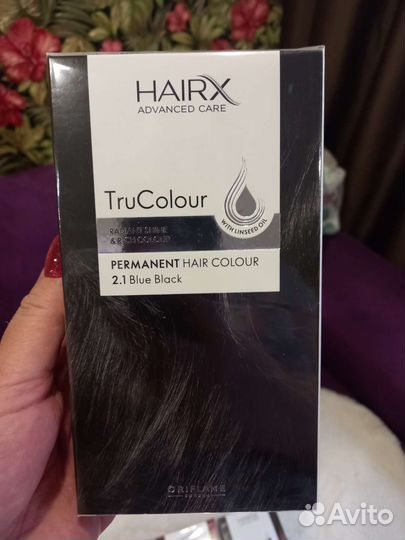 HAIRX
ADVANCED CARE
TruColour
WITH LINSEED OIL
RADIANT SHINE
& RICH COLOUR
PERMANENT HAIR COLOUR
2.1 Blue Black
ORIFLAME
SWEDEN
Avito